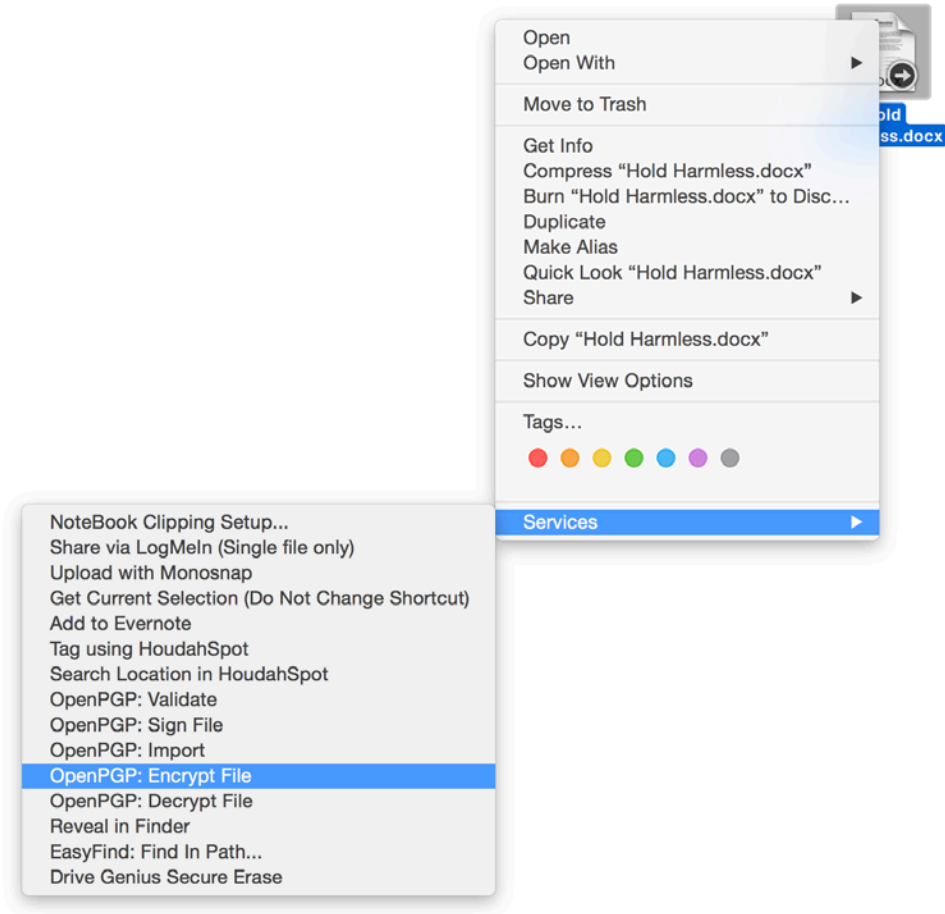 Open
Open With
Move to Trash
Get Info
Compress “Hold Harmless.docx”
Burn “Hold Harmless.docx” to Disc…
Duplicate
Make Alias
Quick Look “Hold Harmless.docx”
Share
Copy “Hold Harmless.docx”
Show View Options
Tags…
Services
old
ss.docx
NoteBook Clipping Setup...
Share via LogMeIn (Single file only)
Upload with Monosnap
Get Current Selection (Do Not Change Shortcut)
Add to Evernote
Tag using HoudahSpot
Search Location in HoudahSpot
OpenPGP: Validate
OpenPGP: Sign File
OpenPGP: Import
OpenPGP: Encrypt File
OpenPGP: Decrypt File
Reveal in Finder
EasyFind: Find In Path...
Drive Genius Secure Erase